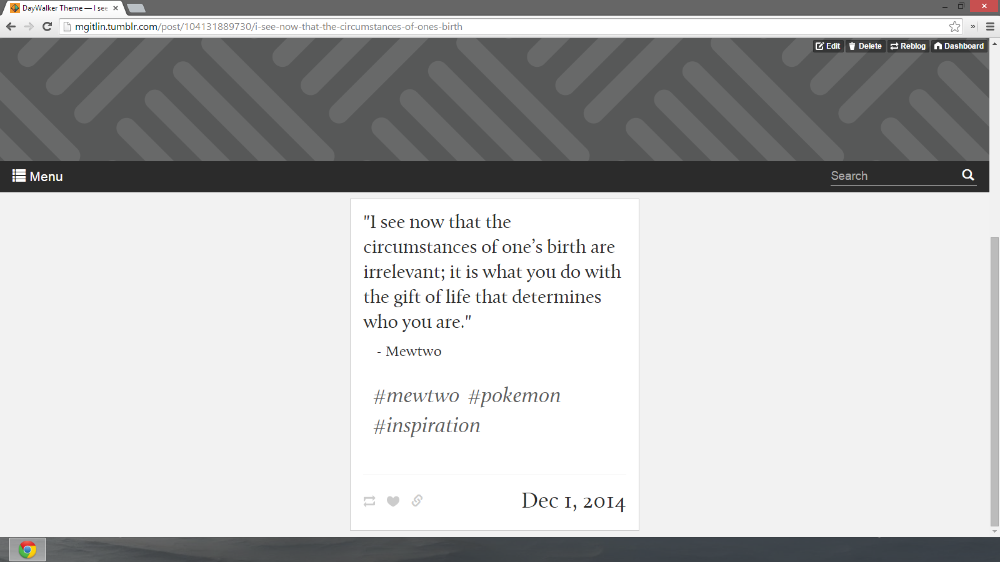 DayWalker Theme — I see
mgitlin.tumblr.com/post/104131889730/i-see-now-that-the-circumstances-of-ones-birth
Edit Delete Reblog Dashboard
Menu Search
"I see now that the
circumstances of one’s birth are
irrelevant; it is what you do with
the gift of life that determines
who you are."
- Mewtwo
#mewtwo #pokemon
#inspiration
Dec 1, 2014